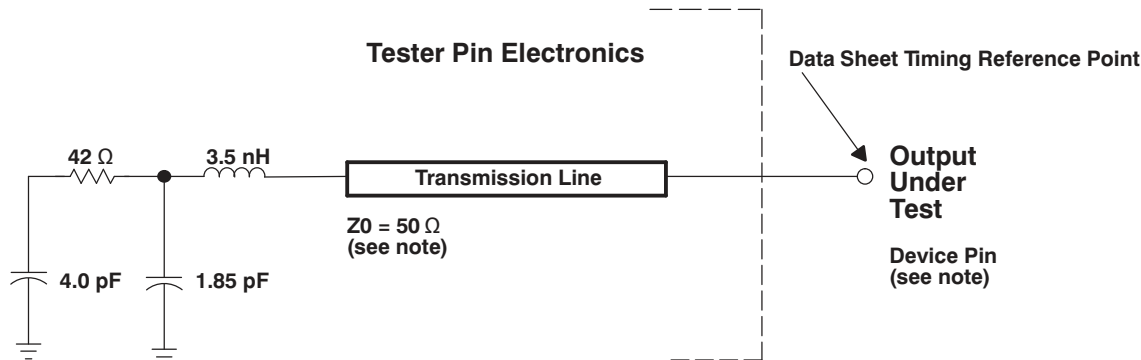 Tester Pin Electronics
Data Sheet Timing Reference Point
42 Ω
3.5 nH
Transmission Line
Output
Under
Test
Z0 = 50 Ω
(see note)
Device Pin
(see note)
4.0 pF
1.85 pF